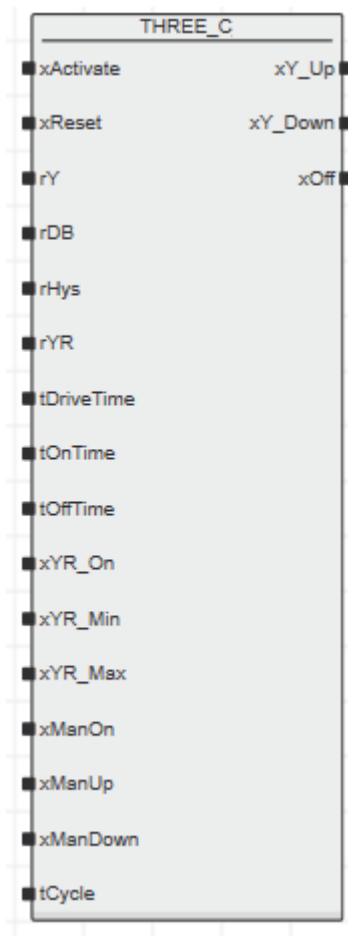 THREE_C
xActivate xY_Up
xReset xY_Down
rY xOff
rDB
rHys
rYR
tDriveTime
tOnTime
tOffTime
xYR_On
xYR_Min
xYR_Max
xManOn
xManUp
xManDown
tCycle